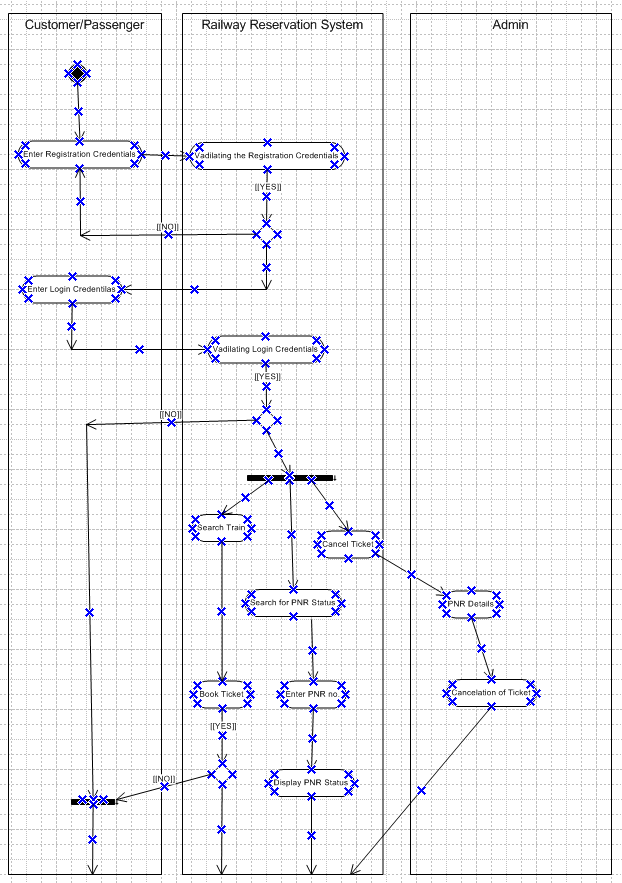 Customer/Passenger
Railway Reservation System
Admin
Enter Registration Credentials
Vadilating the Registration Credentials
[[YES]]
[[NO]]
Enter Login Credentilas
Vadilating Login Credentials
[[YES]]
[[NO]]
Search Train
Cancel Ticket
Search for PNR Status
PNR Details
Book Ticket
Enter PNR no.
Cancelation of Ticket
[[YES]]
[[NO]]
Display PNR Status